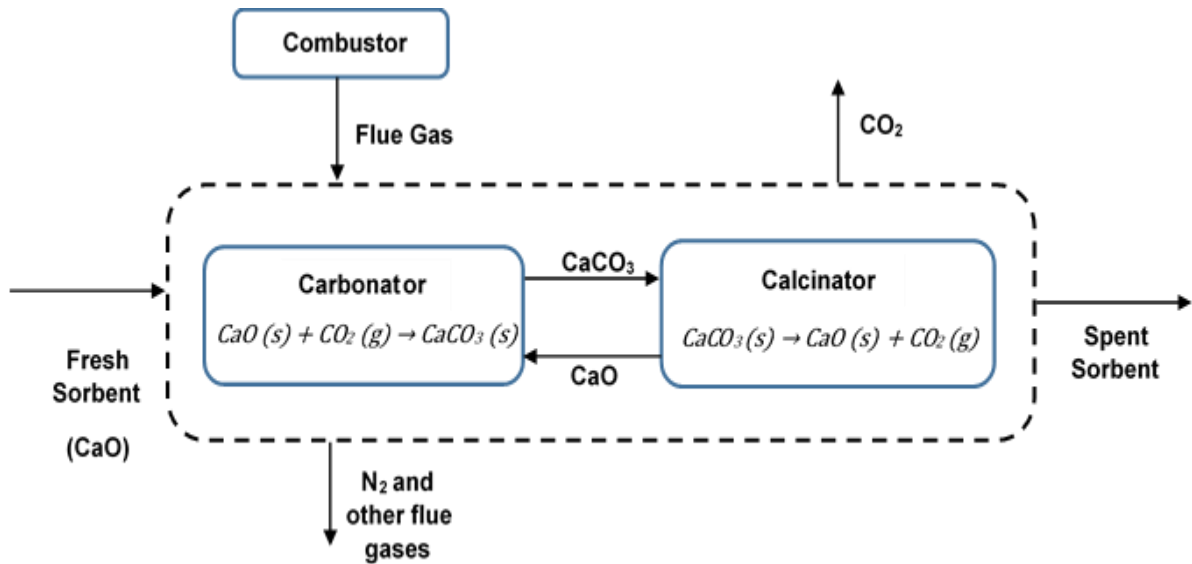 Combustor
Flue Gas
CO₂
Carbonator
CaO (s) + CO₂ (g) → CaCO₃ (s)
CaCO₃
CaO
Calcinator
CaCO₃ (s) → CaO (s) + CO₂ (g)
Fresh
Sorbent
(CaO)
Spent
Sorbent
N₂ and
other flue
gases